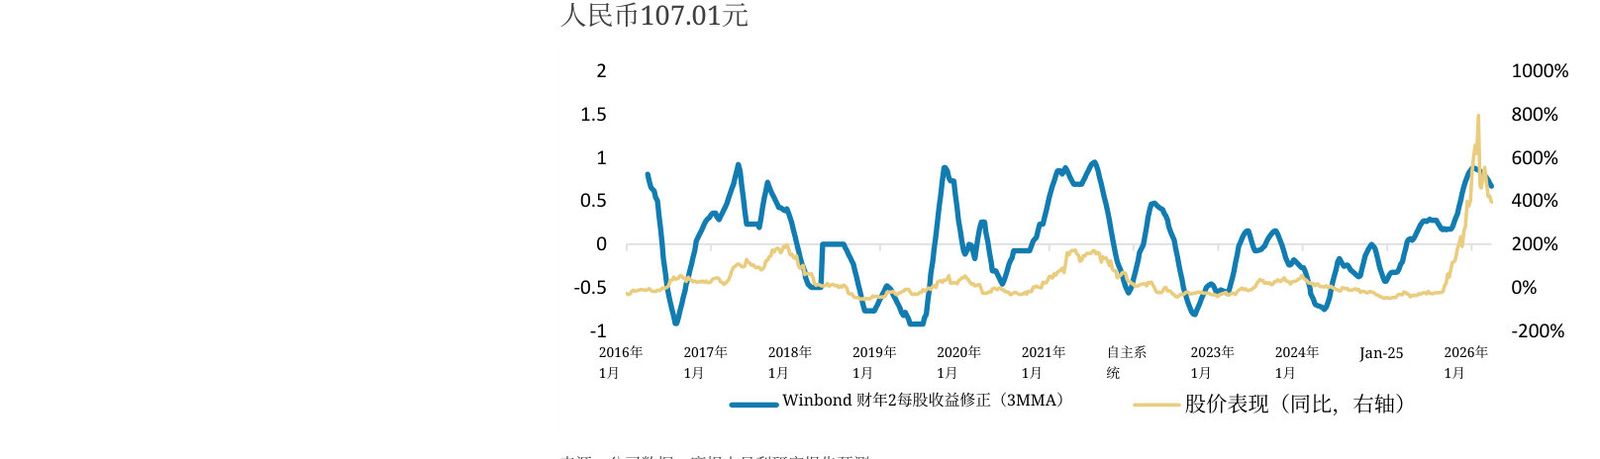 人民币107.01元
2
1000%
1.5
800%
1
600%
0.5
400%
0
200%
-0.5
0%
-1
-200%
2016年
1月
2017年
1月
2018年
1月
2019年
1月
2020年
1月
2021年
1月
自主系
统
2023年
1月
2024年
1月
Jan-25
2026年
1月
Winbond 财年2每股收益修正（3MMA）
股价表现（同比，右轴）